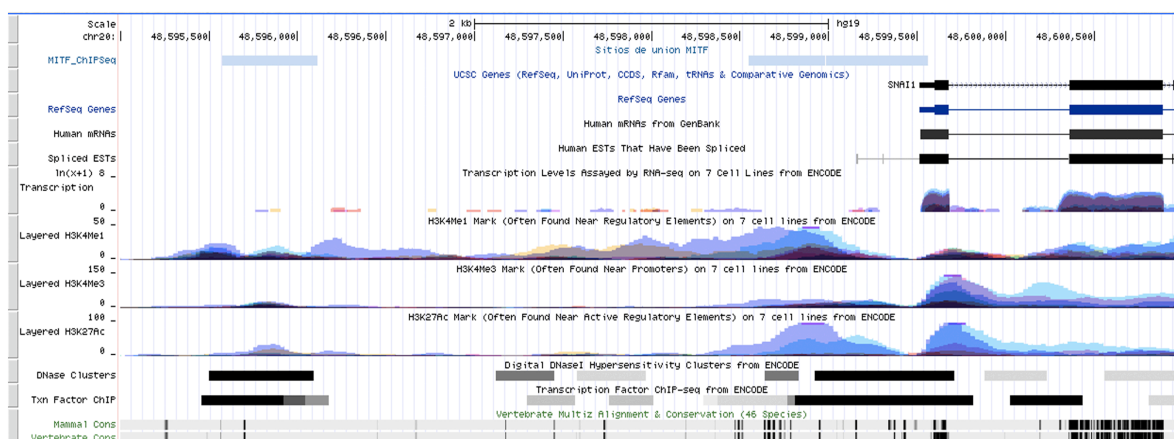 Scale 2 kb hg19
chr20: 48,595,500 48,596,000 48,596,500 48,597,000 48,597,500 48,598,000 48,598,500 48,599,000 48,599,500 48,600,000 48,600,500
Sitios de union MITF
MITF_ChIPSeq
UCSC Genes (RefSeq, UniProt, CCDS, Rfam, tRNAs & Comparative Genomics)
SNAI1
RefSeq Genes
RefSeq Genes
Human mRNAs from GenBank
Human mRNAs
Human ESTs That Have Been Spliced
Spliced ESTs
ln(x+1) 8 _ Transcription Levels Assayed by RNA-seq on 7 Cell Lines from ENCODE
Transcription
0 _
H3K4Me1 Mark (Often Found Near Regulatory Elements) on 7 cell lines from ENCODE
50 _
Layered H3K4Me1
0 _
H3K4Me3 Mark (Often Found Near Promoters) on 7 cell lines from ENCODE
150 _
Layered H3K4Me3
0 _
H3K27Ac Mark (Often Found Near Active Regulatory Elements) on 7 cell lines from ENCODE
100 _
Layered H3K27Ac
0 _
Digital DNaseI Hypersensitivity Clusters from ENCODE
DNase Clusters
Transcription Factor ChIP-seq from ENCODE
Txn Factor ChIP
Vertebrate Multiz Alignment & Conservation (46 Species)
Mammal Cons
Vertebrate Cons